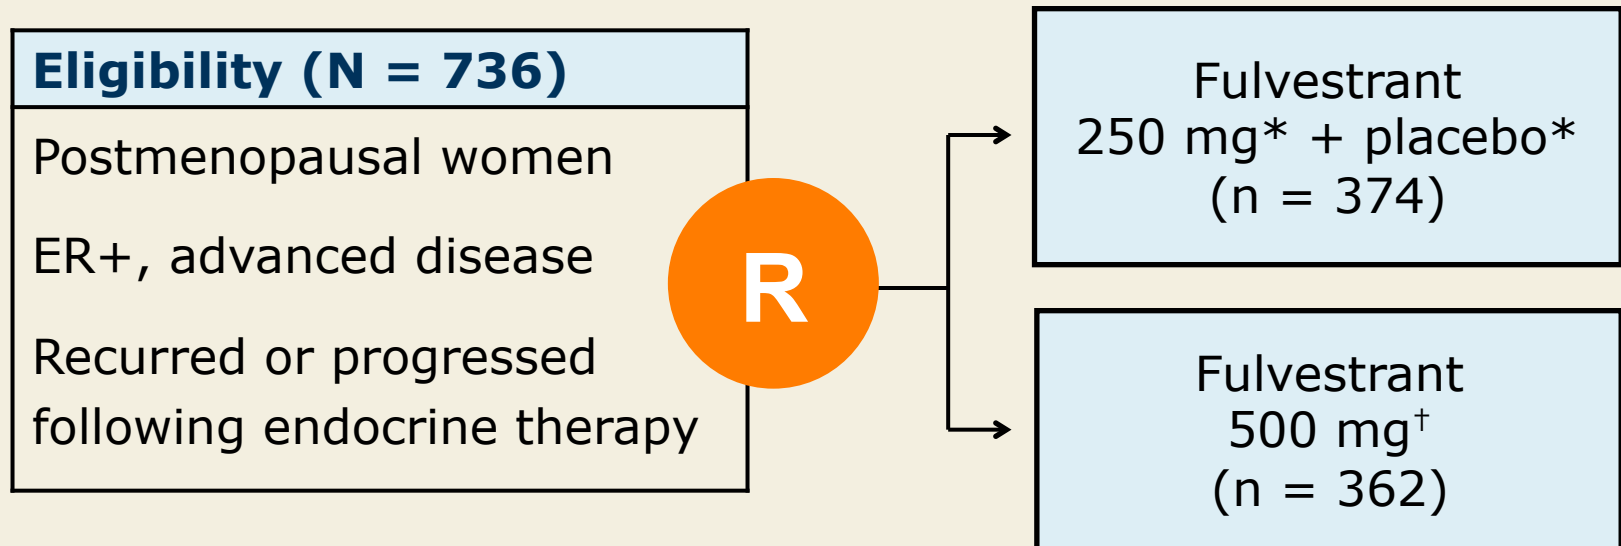 Eligibility (N = 736)
Postmenopausal women
ER+, advanced disease
Recurred or progressed
following endocrine therapy
R
Fulvestrant
250 mg* + placebo*
(n = 374)
Fulvestrant
500 mg†
(n = 362)